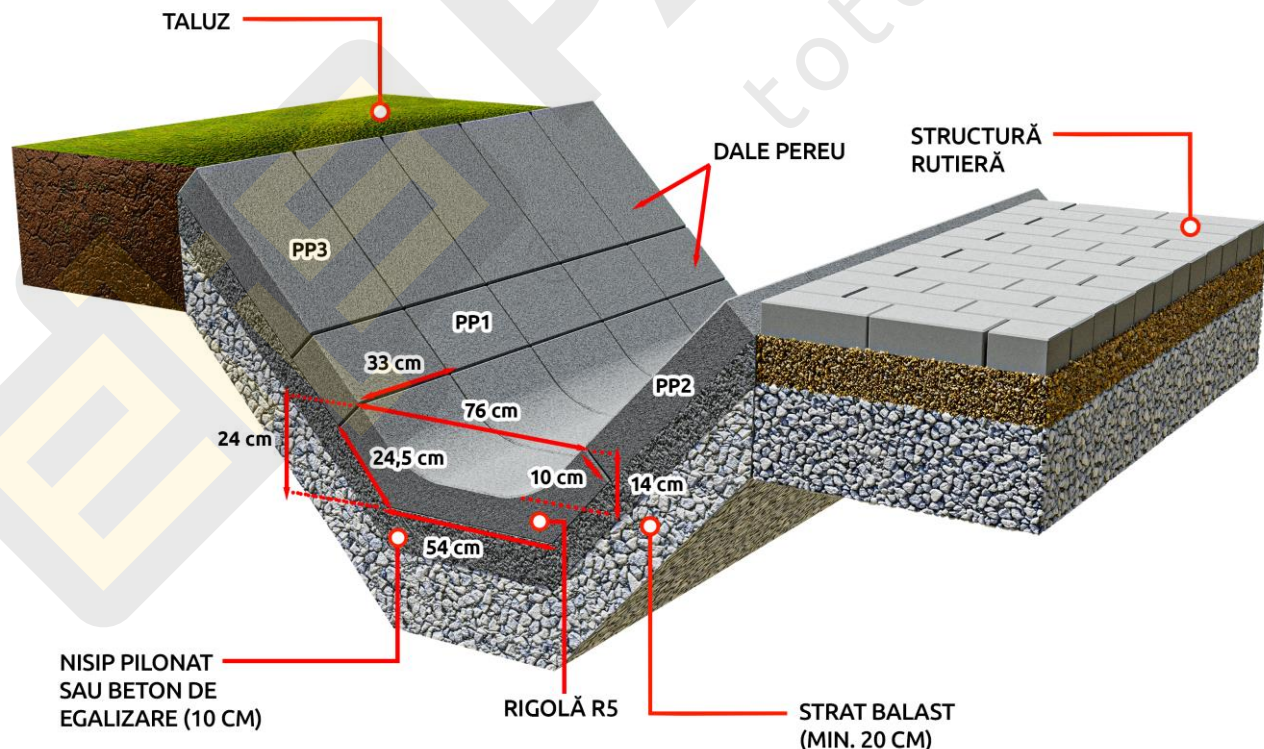 TALUZ
DALE PEREU
STRUCTURĂ
RUTIERĂ
PP3
PP1
33 cm
PP2
76 cm
24 cm
24,5 cm
10 cm
14 cm
54 cm
NISIP PILONAT
SAU BETON DE
EGALIZARE (10 CM)
RIGOLĂ R5
STRAT BALAST
(MIN. 20 CM)